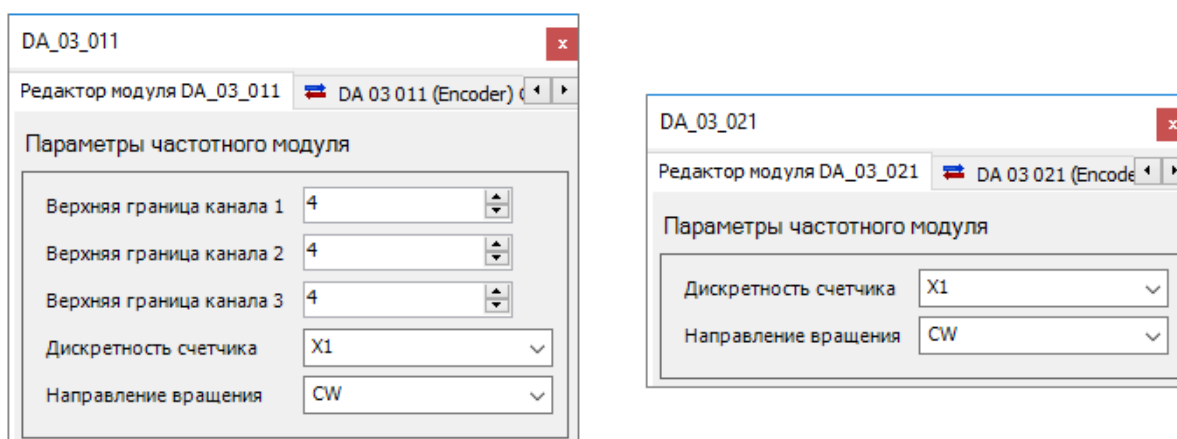 DA_03_011
x
Редактор модуля DA_03_011
DA 03 011 (Encoder)
Параметры частотного модуля
Верхняя граница канала 1 4
Верхняя граница канала 2 4
Верхняя граница канала 3 4
Дискретность счетчика X1
Направление вращения CW
DA_03_021
x
Редактор модуля DA_03_021
DA 03 021 (Encode
Параметры частотного модуля
Дискретность счетчика X1
Направление вращения CW